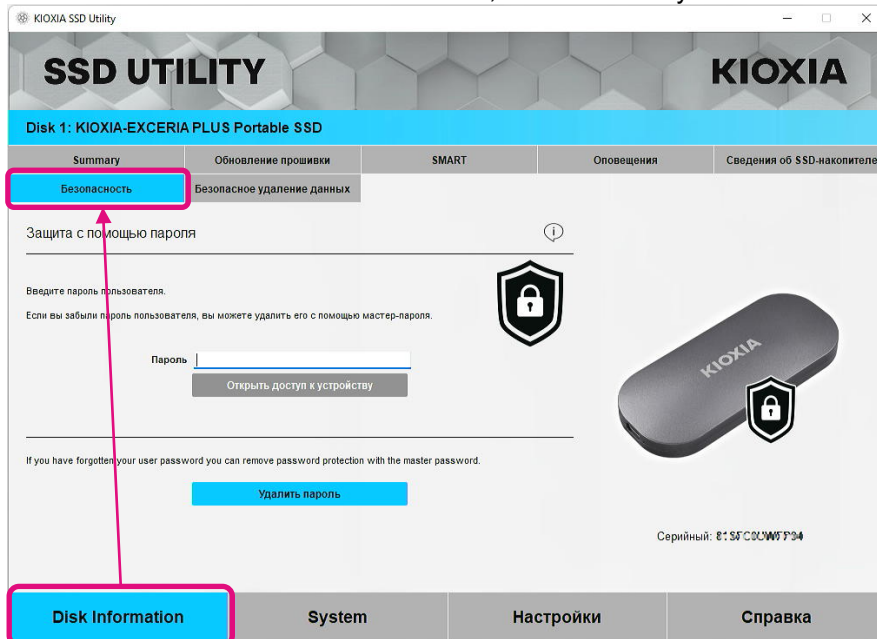 KIOXIA SSD Utility
SSD UTILITY
KIOXIA
Disk 1: KIOXIA-EXCERIA PLUS Portable SSD
Summary
Обновление прошивки
SMART
Оповещения
Сведения об SSD-накопителе
Безопасность
Безопасное удаление данных
Защита с помощью пароля
Введите пароль пользователя.
Если вы забыли пароль пользователя, вы можете удалить его с помощью мастер-пароля.
Пароль
Открыть доступ к устройству
KIOXIA
If you have forgotten your user password you can remove password protection with the master password.
Удалить пароль
Серийный:
Disk Information
System
Настройки
Справка